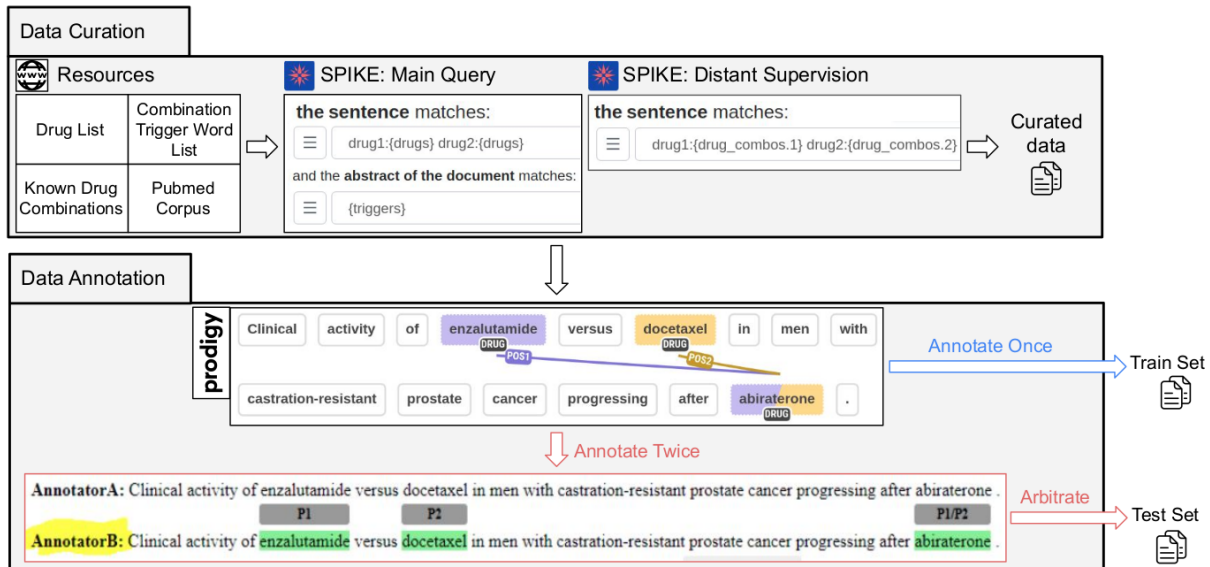 Data Curation
www
Resources
Drug List
Combination
Trigger Word
List
Known Drug
Combinations
Pubmed
Corpus
SPIKE: Main Query
the sentence matches:
drug1:{drugs} drug2:{drugs}
and the abstract of the document matches:
{triggers}
SPIKE: Distant Supervision
the sentence matches:
drug1:{drug_combos.1} drug2:{drug_combos.2}
Curated
data
Data Annotation
prodigy
Clinical activity of enzalutamide versus docetaxel in men with
DRUG DRUG
POS1 POS2
castration-resistant prostate cancer progressing after abiraterone .
DRUG
Annotate Once
Train Set
Annotate Twice
AnnotatorA: Clinical activity of enzalutamide versus docetaxel in men with castration-resistant prostate cancer progressing after abiraterone .
P1 P2 P1/P2
AnnotatorB: Clinical activity of enzalutamide versus docetaxel in men with castration-resistant prostate cancer progressing after abiraterone .
Arbitrate
Test Set